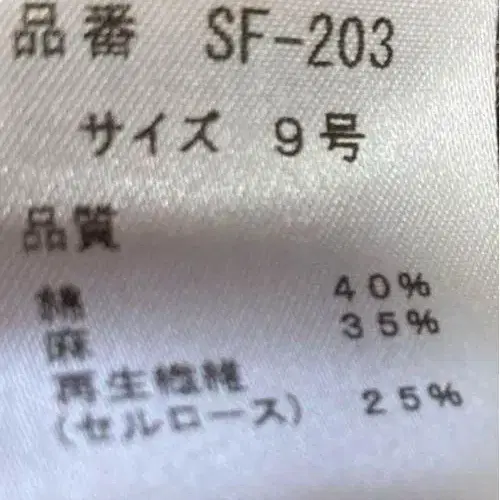 品番 SF-203
サイズ 9号
品質
綿 40%
麻 35%
再生繊維
(セルロース) 25%